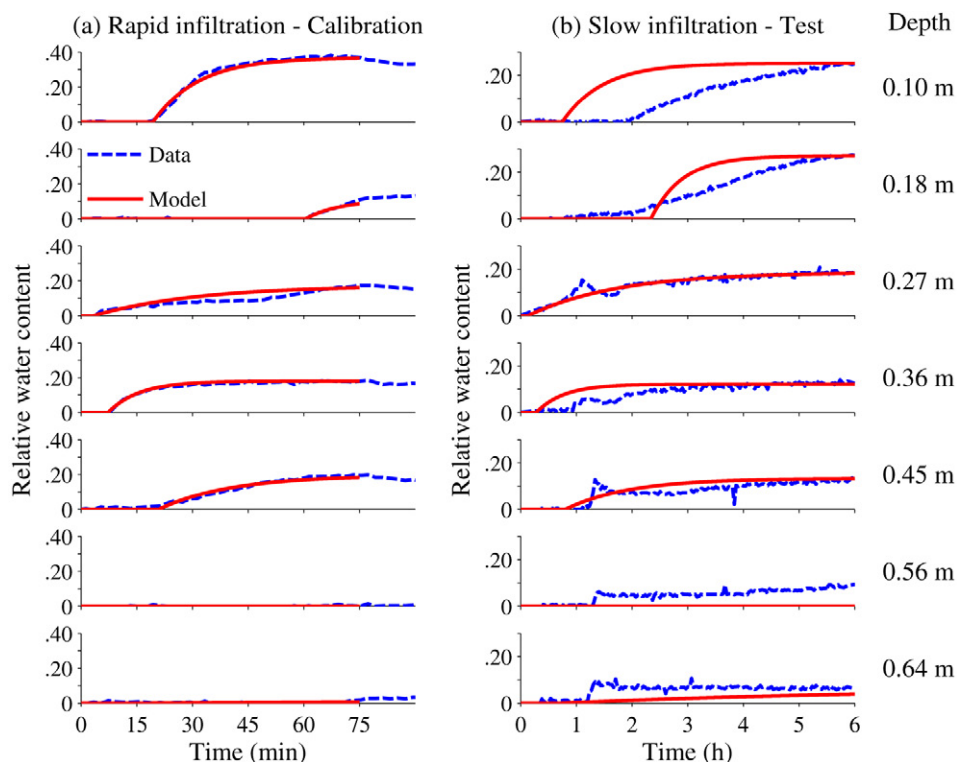 (a) Rapid infiltration - Calibration
(b) Slow infiltration - Test
Depth
Relative water content
.40
.20
0
.40
.20
0
Data
Model
.40
.20
0
.40
.20
0
.40
.20
0
.40
.20
0
.40
.20
0
0 15 30 45 60 75
Time (min)
Relative water content
.20
0
.20
0
.20
0
.20
0
.20
0
.20
0
.20
0
0 1 2 3 4 5 6
Time (h)
0.10 m
0.18 m
0.27 m
0.36 m
0.45 m
0.56 m
0.64 m